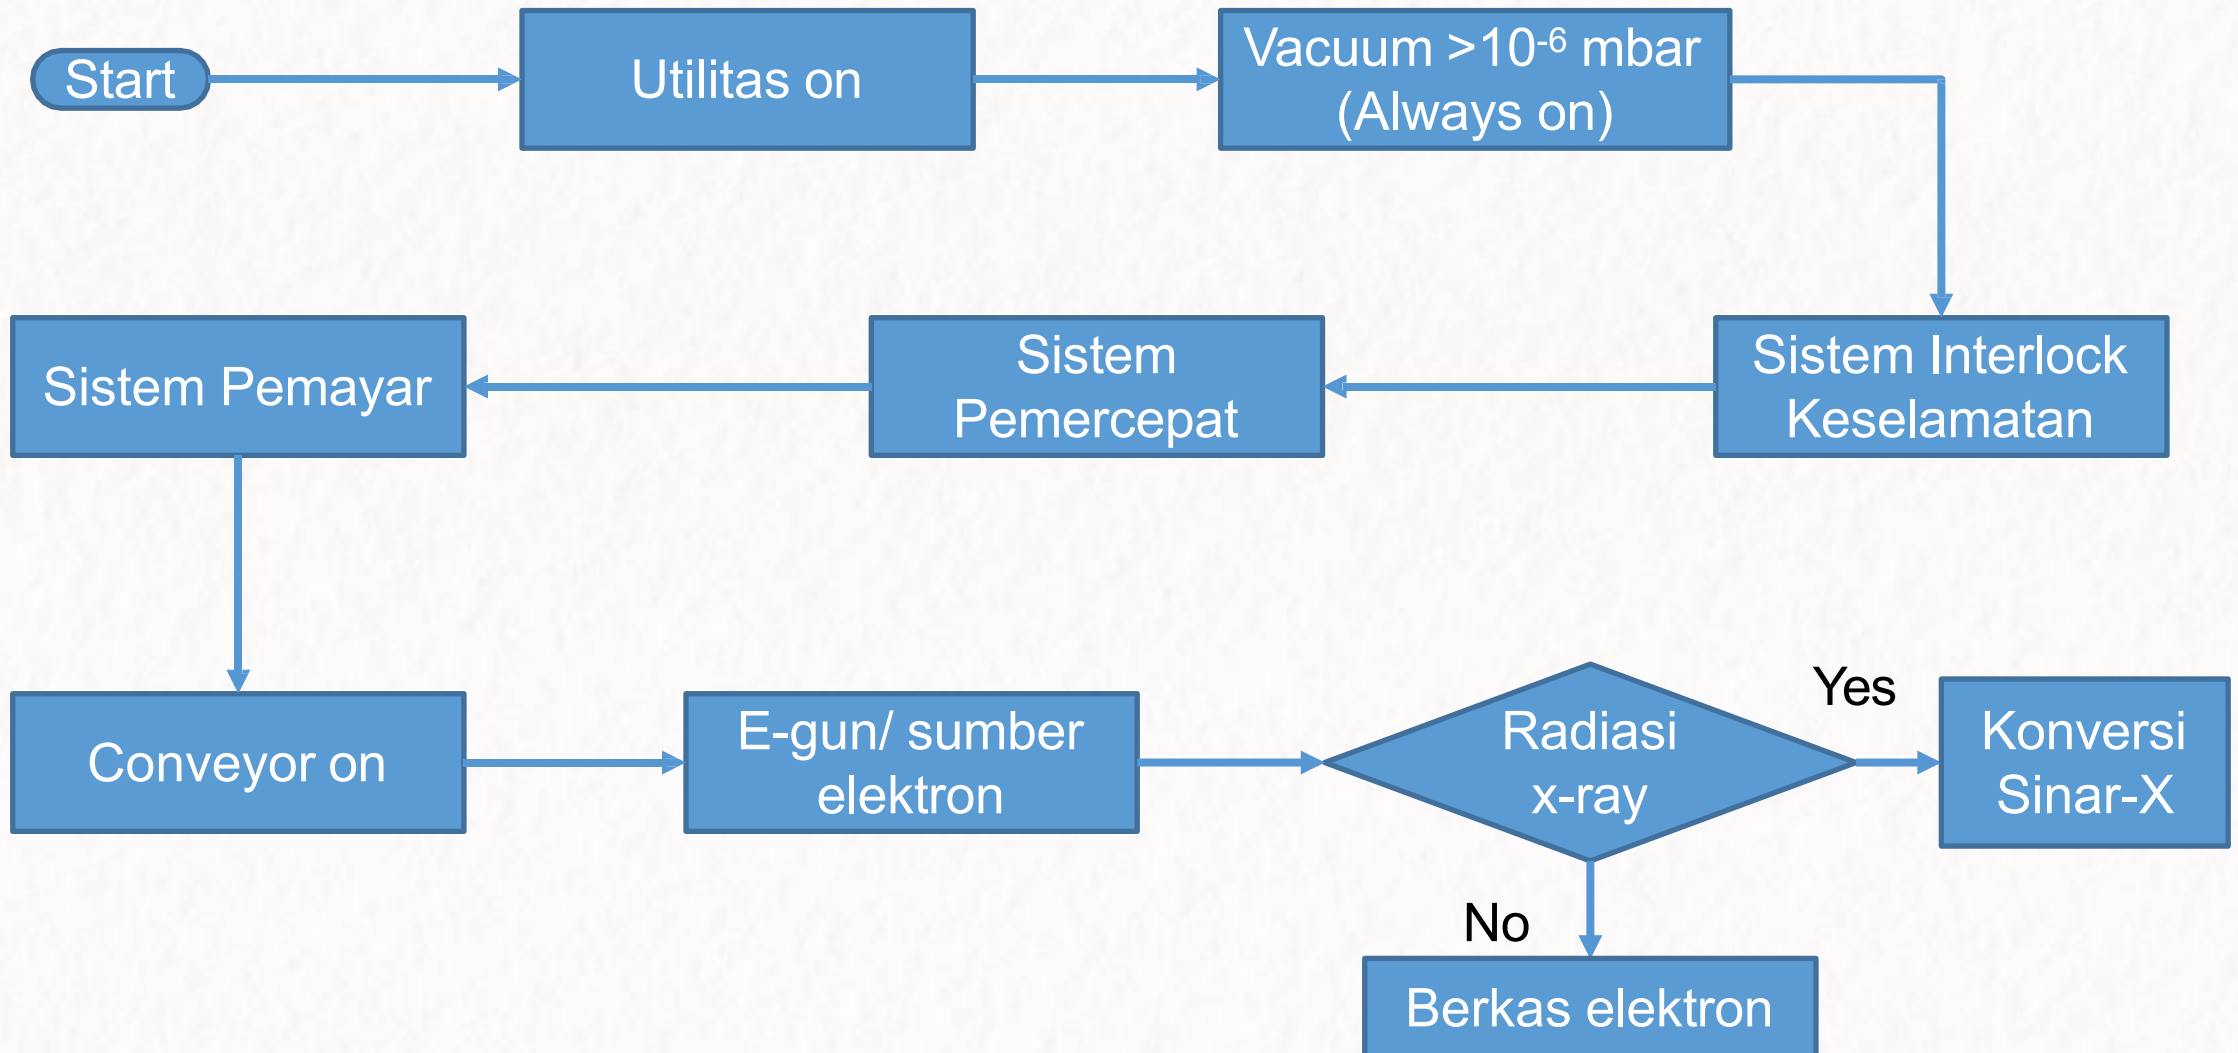 Start
Utilitas on
Vacuum >10⁻⁶ mbar
(Always on)
Sistem Pemayar
Sistem
Pemercepat
Sistem Interlock
Keselamatan
Conveyor on
E-gun/ sumber
elektron
Radiasi
x-ray
Yes
Konversi
Sinar-X
No
Berkas elektron